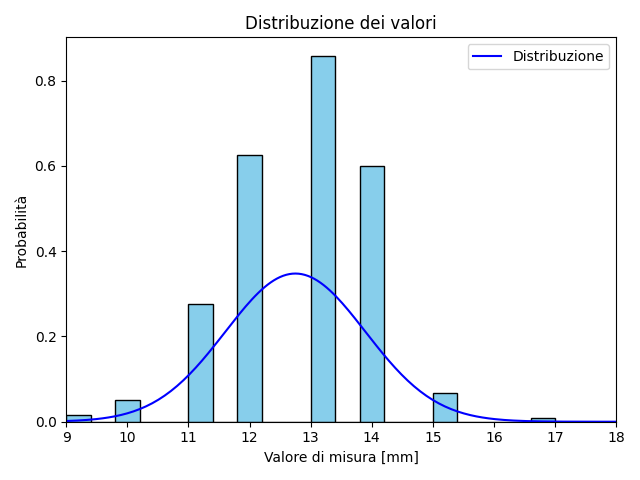 Distribuzione dei valori
Distribuzione
Probabilità
0.8
0.6
0.4
0.2
0.0
9 10 11 12 13 14 15 16 17 18
Valore di misura [mm]